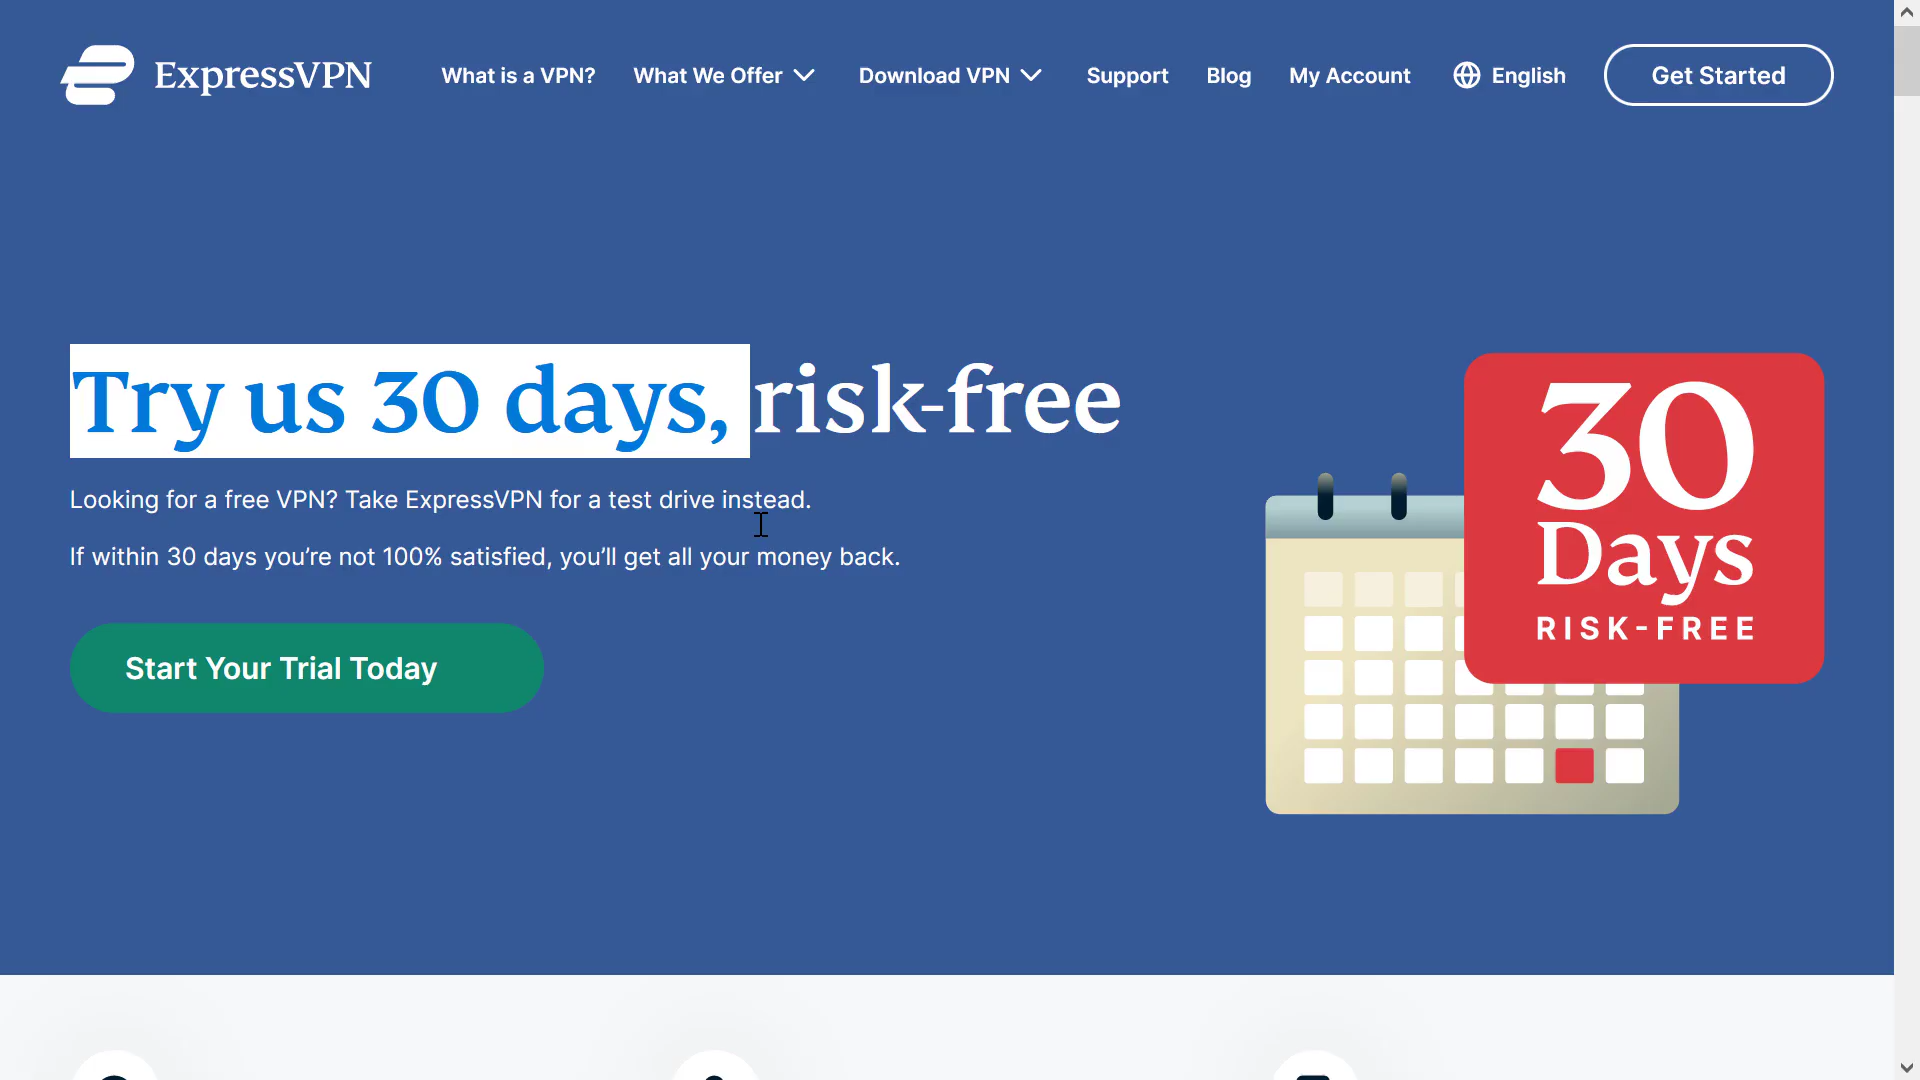 ExpressVPN
What is a VPN?
What We Offer
Download VPN
Support
Blog
My Account
English
Get Started
Try us 30 days, risk-free
Looking for a free VPN? Take ExpressVPN for a test drive instead.
If within 30 days you’re not 100% satisfied, you’ll get all your money back.
Start Your Trial Today
30
Days
RISK-FREE